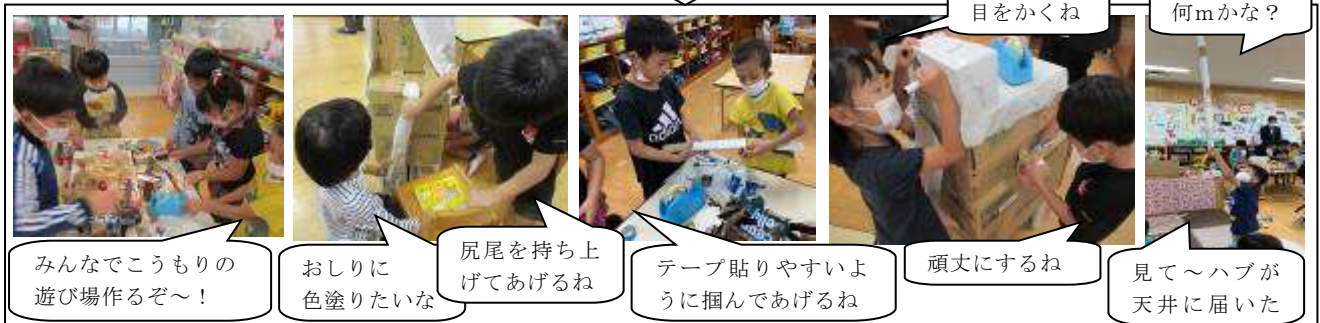 目をかくね
何mかな？
みんなでこうもりの
遊び場作るぞ～！
おしりに
色塗りたいな
尻尾を持ち上
げてあげるね
テープ貼りやすいよ
うに掴んであげるね
頑丈にするね
見て～ハブが
天井に届いた
adidas